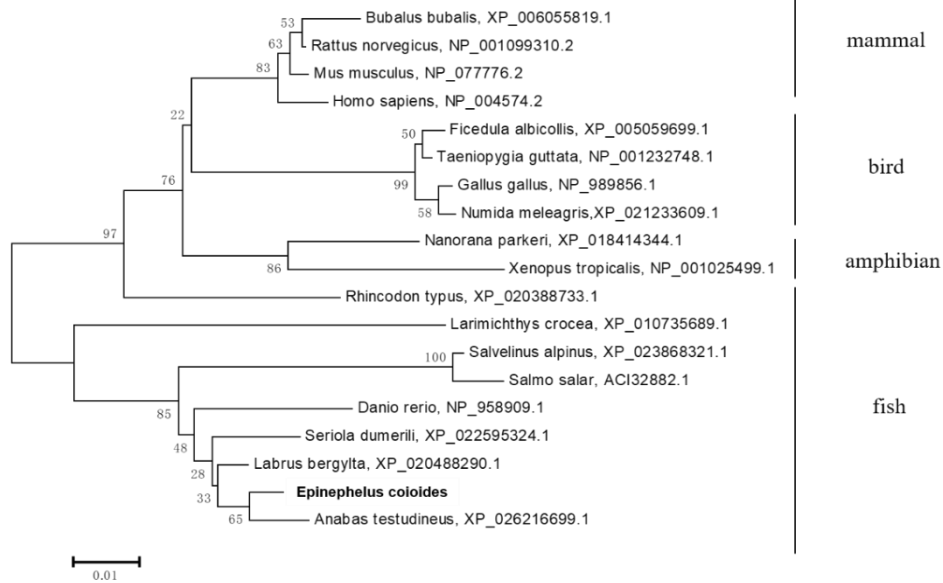 Bubalus bubalis, XP_006055819.1
53
Rattus norvegicus, NP_001099310.2
63
mammal
83
Mus musculus, NP_077776.2
Homo sapiens, NP_004574.2
22
Ficedula albicollis, XP_005059699.1
50
Taeniopygia guttata, NP_001232748.1
bird
76
99
Gallus gallus, NP_989856.1
58
Numida meleagris,XP_021233609.1
97
Nanorana parkeri, XP_018414344.1
amphibian
86
Xenopus tropicalis, NP_001025499.1
Rhincodon typus, XP_020388733.1
Larimichthys crocea, XP_010735689.1
100
Salvelinus alpinus, XP_023868321.1
Salmo salar, ACI32882.1
fish
85
Danio rerio, NP_958909.1
48
Seriola dumerili, XP_022595324.1
28
Labrus bergylta, XP_020488290.1
33
Epinephelus coioides
65
Anabas testudineus, XP_026216699.1
0.01